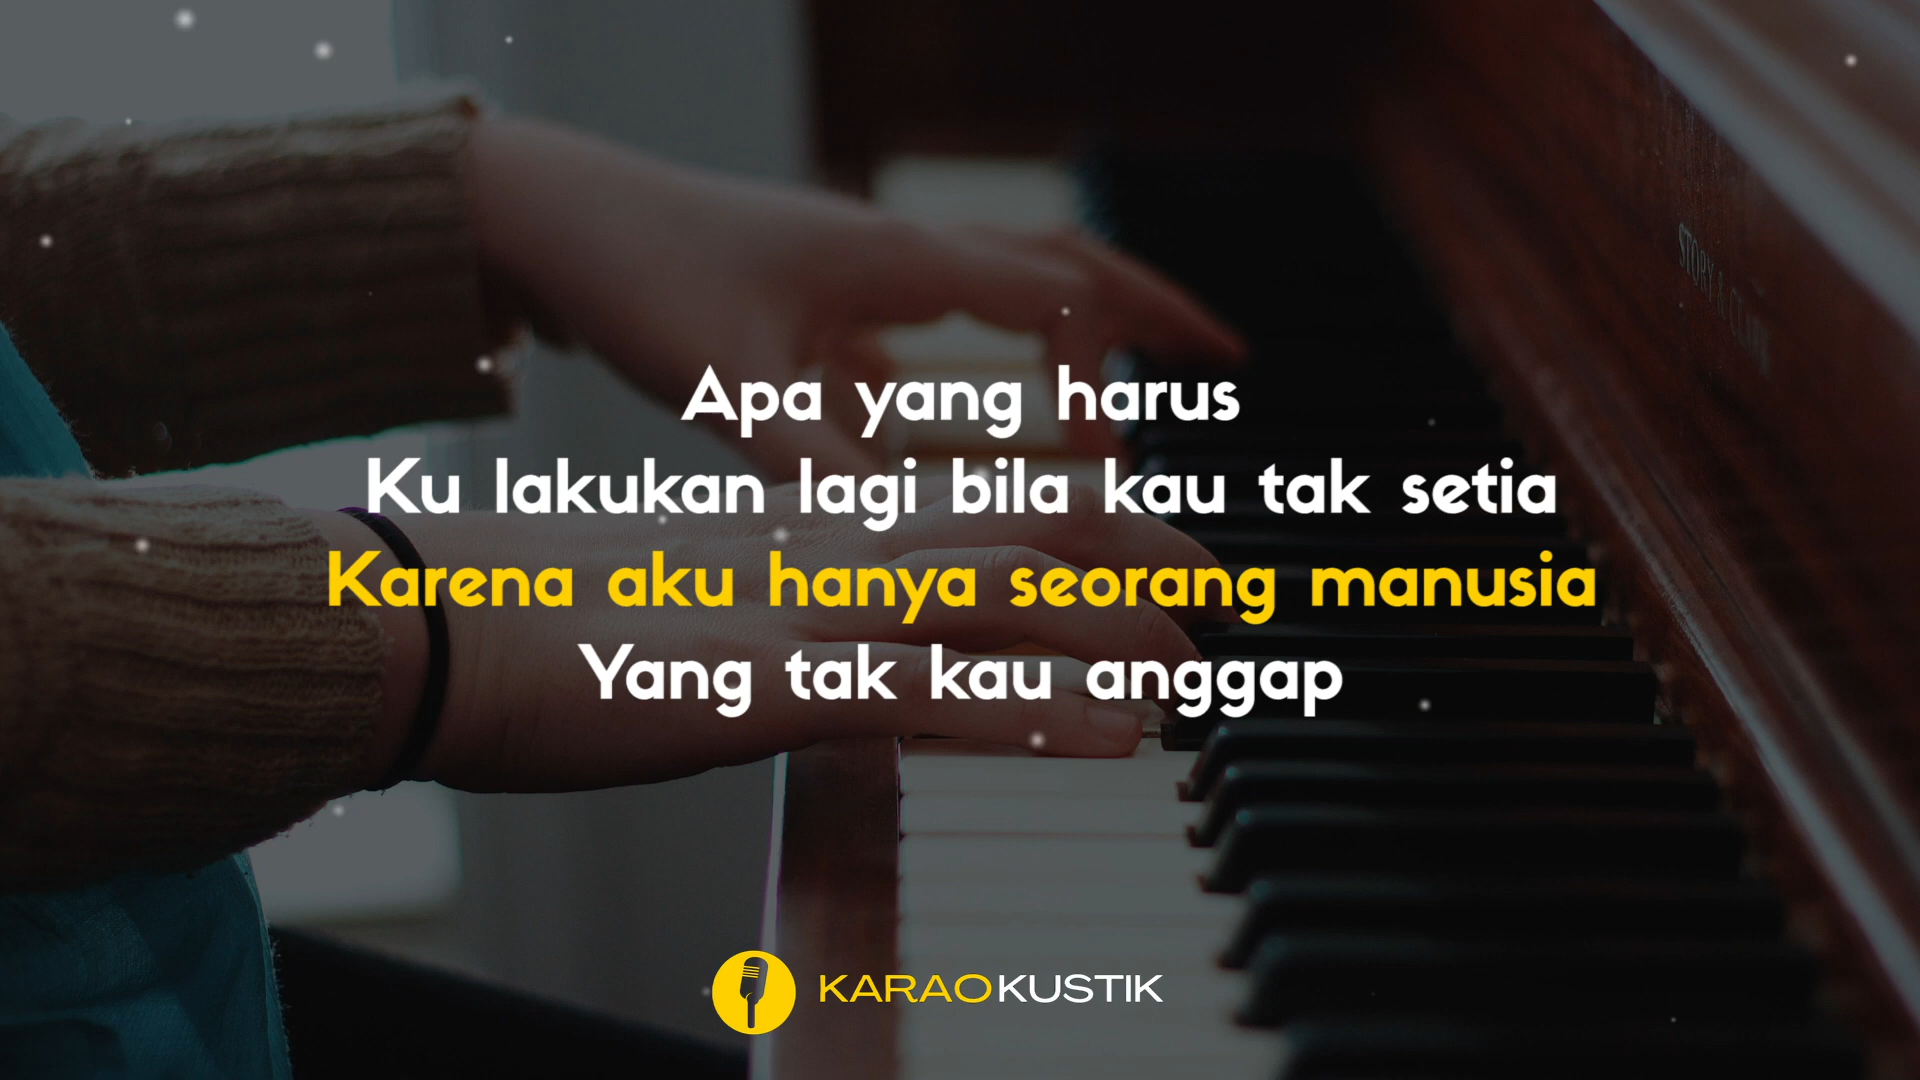 Apa yang harus
Ku lakukan lagi bila kau tak setia
Karena aku hanya seorang manusia
Yang tak kau anggap
KARAOKUSTIK